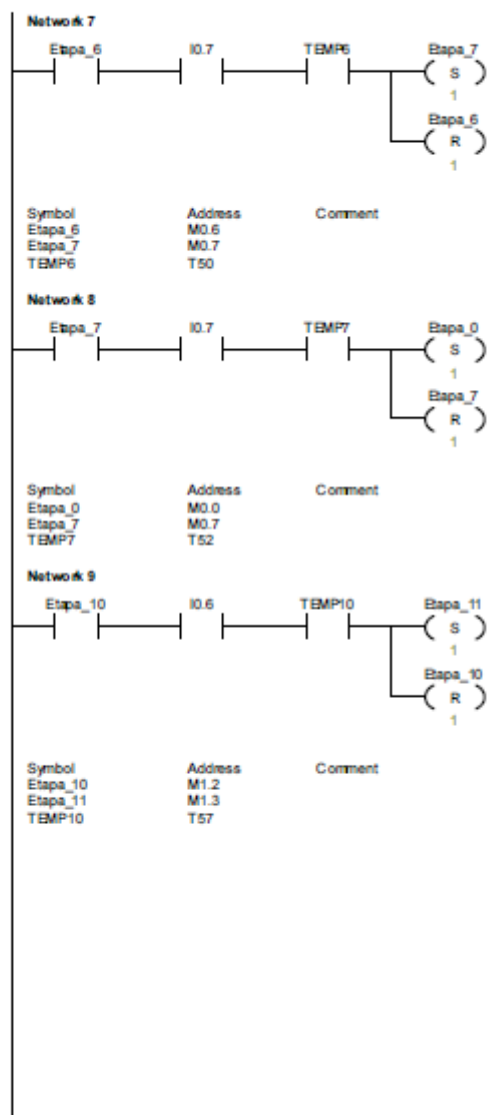 Network 7
Etapa_6 I0.7 TEMP6 Etapa_7
S
1
Etapa_6
R
1
Symbol Address Comment
Etapa_6 M0.6
Etapa_7 M0.7
TEMP6 T50
Network 8
Etapa_7 I0.7 TEMP7 Etapa_0
S
1
Etapa_7
R
1
Symbol Address Comment
Etapa_0 M0.0
Etapa_7 M0.7
TEMP7 T52
Network 9
Etapa_10 I0.6 TEMP10 Etapa_11
S
1
Etapa_10
R
1
Symbol Address Comment
Etapa_10 M1.2
Etapa_11 M1.3
TEMP10 T57